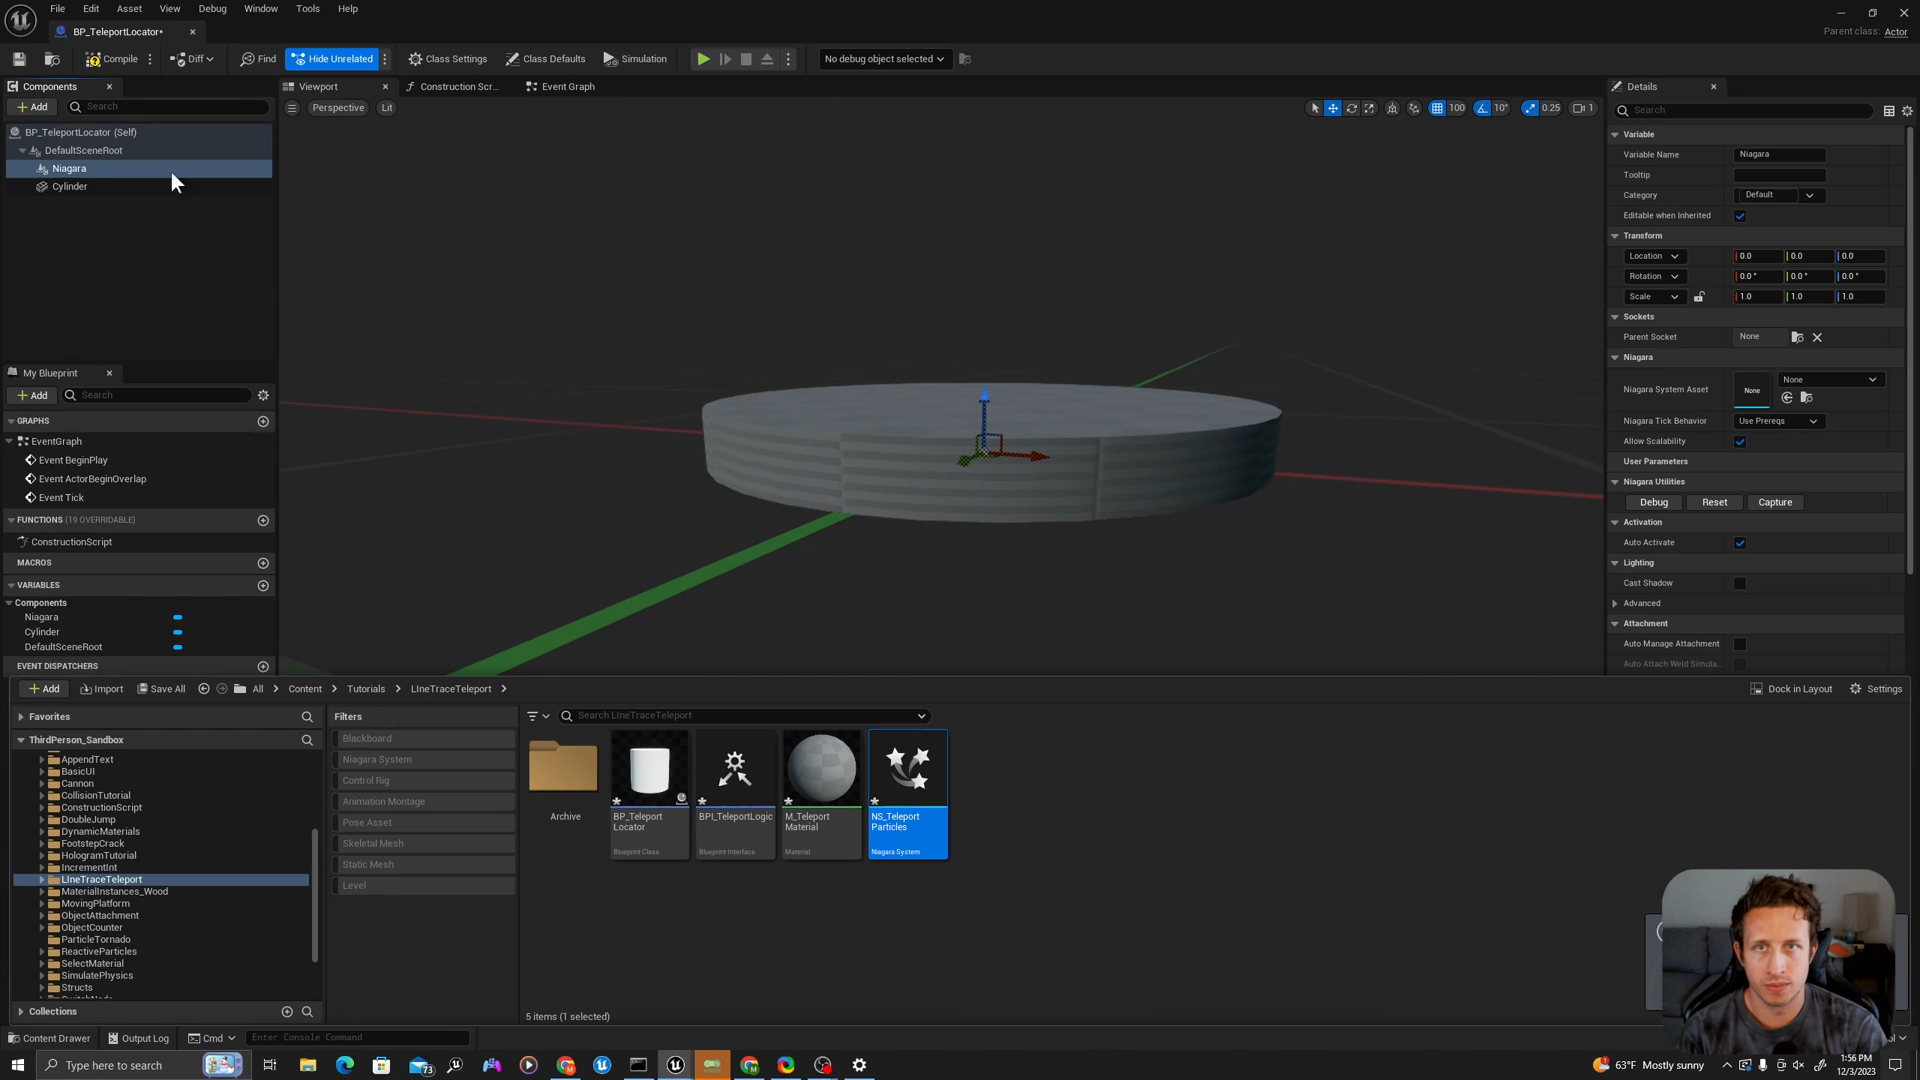 File Edit Asset View Window Debug Tools Help
BP_TeleportLocator•
Parent class: Actor
Compile Diff Find Hide Unrelated Class Settings Class Defaults Simulation No debug object selected
Components
Add Search
BP_TeleportLocator (Self)
DefaultSceneRoot
Niagara
Cylinder
Viewport Construction Scr... Event Graph
Perspective Lit
100 10° 0.25 1
My Blueprint
Add Search
GRAPHS
EventGraph
Event BeginPlay
Event ActorBeginOverlap
Event Tick
FUNCTIONS (19 OVERRIDABLE)
ConstructionScript
MACROS
VARIABLES
Components
Niagara
Cylinder
DefaultSceneRoot
EVENT DISPATCHERS
Details
Search
Variable
Variable Name Niagara
Tooltip
Category Default
Editable when Inherited
Transform
Location 0.0 0.0 0.0
Rotation 0.0 ° 0.0 ° 0.0 °
Scale 1.0 1.0 1.0
Sockets
Parent Socket None
Niagara
Niagara System Asset None None
Niagara Tick Behavior Use Prereqs
Allow Scalability
User Parameters
Niagara Utilities
Debug Reset Capture
Activation
Auto Activate
Lighting
Cast Shadow
Advanced
Attachment
Auto Manage Attachment
Auto Attach Weld Simula...
Add Import Save All All Content Tutorials LIneTraceTeleport Dock in Layout Settings
Favorites
ThirdPerson_Sandbox
AppendText
BasicUI
Cannon
CollisionTutorial
ConstructionScript
DoubleJump
DynamicMaterials
FootstepCrack
HologramTutorial
IncrementInt
LIneTraceTeleport
MaterialInstances_Wood
MovingPlatform
ObjectAttachment
ObjectCounter
ParticleTornado
ReactiveParticles
SelectMaterial
SimulatePhysics
Structs
Collections
Filters
Blackboard
Niagara System
Control Rig
Animation Montage
Pose Asset
Skeletal Mesh
Static Mesh
Level
Search LIneTraceTeleport
Archive
BP_Teleport
Locator
Blueprint Class
BPI_TeleportLogic
Blueprint Interface
M_Teleport
Material
Material
NS_Teleport
Particles
Niagara System
5 items (1 selected)
Content Drawer Output Log Cmd Enter Console Command
Type here to search
73
63°F Mostly sunny
1:56 PM
12/3/2023